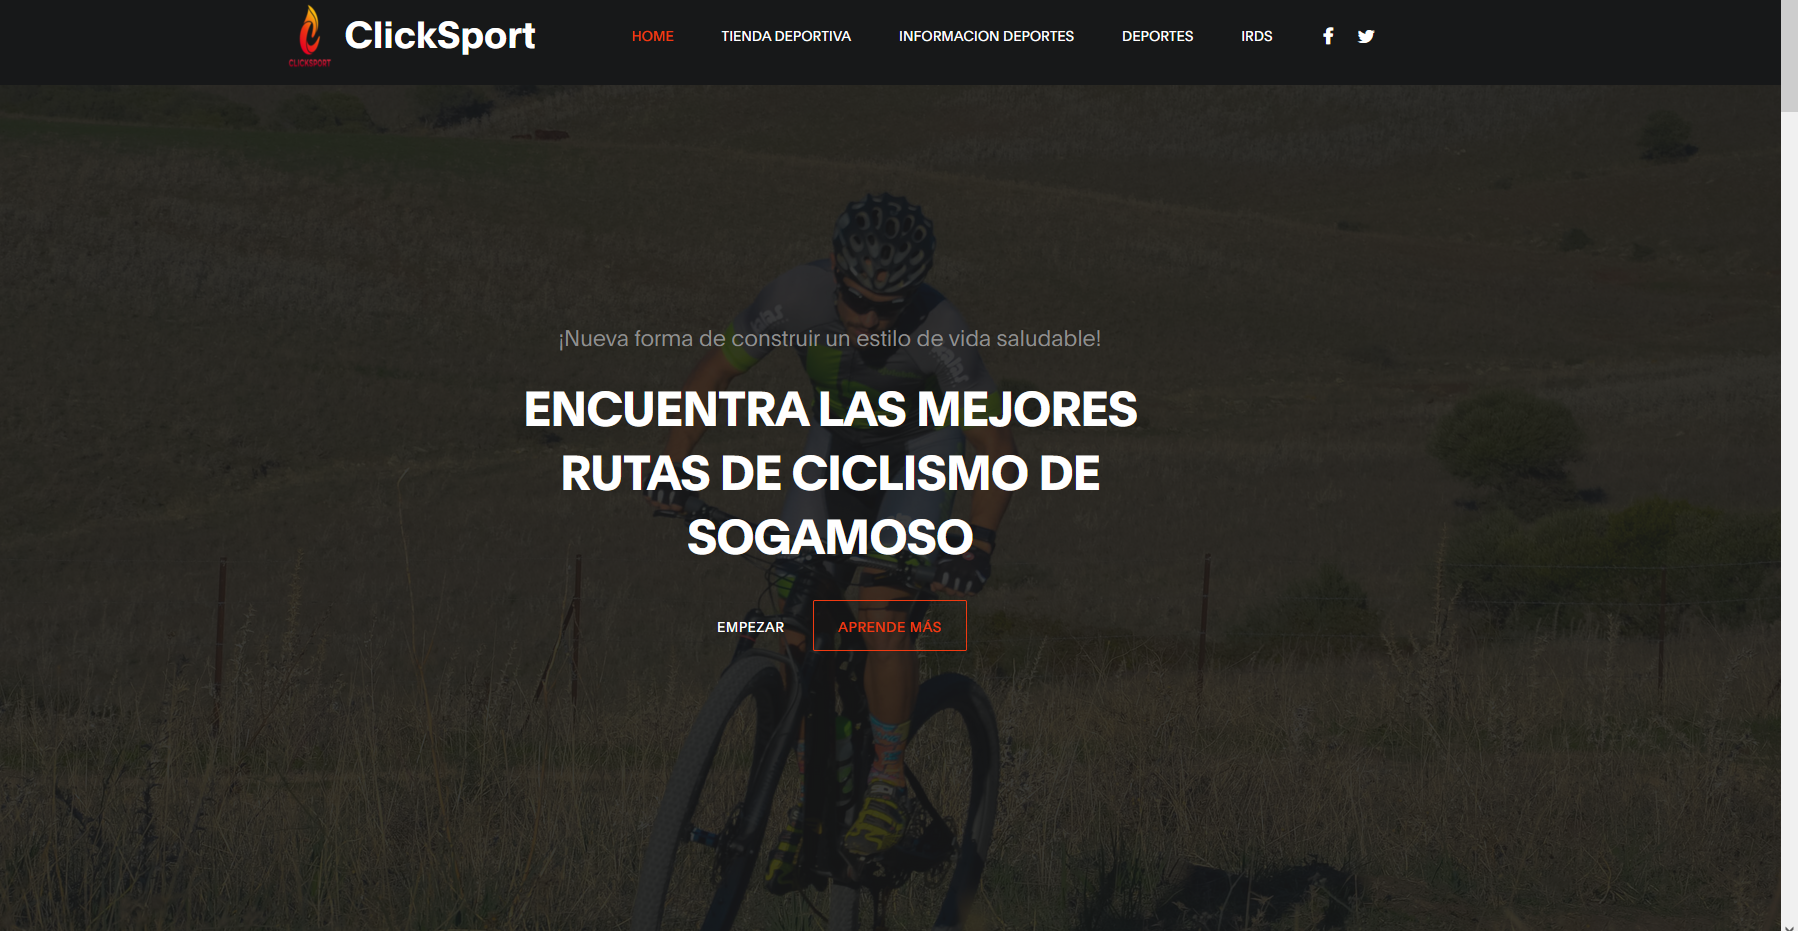 CLICKSPORT
ClickSport
HOME
TIENDA DEPORTIVA
INFORMACION DEPORTES
DEPORTES
IRDS
¡Nueva forma de construir un estilo de vida saludable!
ENCUENTRA LAS MEJORES
RUTAS DE CICLISMO DE
SOGAMOSO
EMPEZAR
APRENDE MÁS